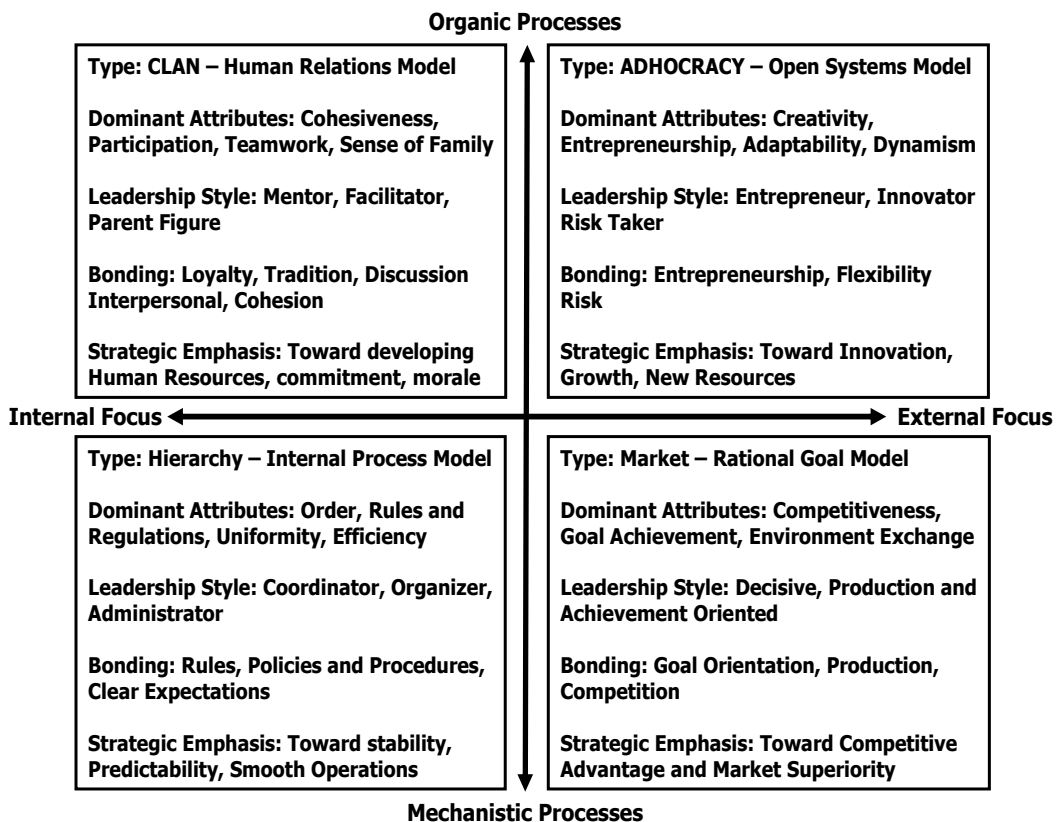 Organic Processes
Type: CLAN – Human Relations Model
Dominant Attributes: Cohesiveness,
Participation, Teamwork, Sense of Family
Leadership Style: Mentor, Facilitator,
Parent Figure
Bonding: Loyalty, Tradition, Discussion
Interpersonal, Cohesion
Strategic Emphasis: Toward developing
Human Resources, commitment, morale
Type: ADHOCRACY – Open Systems Model
Dominant Attributes: Creativity,
Entrepreneurship, Adaptability, Dynamism
Leadership Style: Entrepreneur, Innovator
Risk Taker
Bonding: Entrepreneurship, Flexibility
Risk
Strategic Emphasis: Toward Innovation,
Growth, New Resources
Internal Focus
External Focus
Type: Hierarchy – Internal Process Model
Dominant Attributes: Order, Rules and
Regulations, Uniformity, Efficiency
Leadership Style: Coordinator, Organizer,
Administrator
Bonding: Rules, Policies and Procedures,
Clear Expectations
Strategic Emphasis: Toward stability,
Predictability, Smooth Operations
Type: Market – Rational Goal Model
Dominant Attributes: Competitiveness,
Goal Achievement, Environment Exchange
Leadership Style: Decisive, Production and
Achievement Oriented
Bonding: Goal Orientation, Production,
Competition
Strategic Emphasis: Toward Competitive
Advantage and Market Superiority
Mechanistic Processes